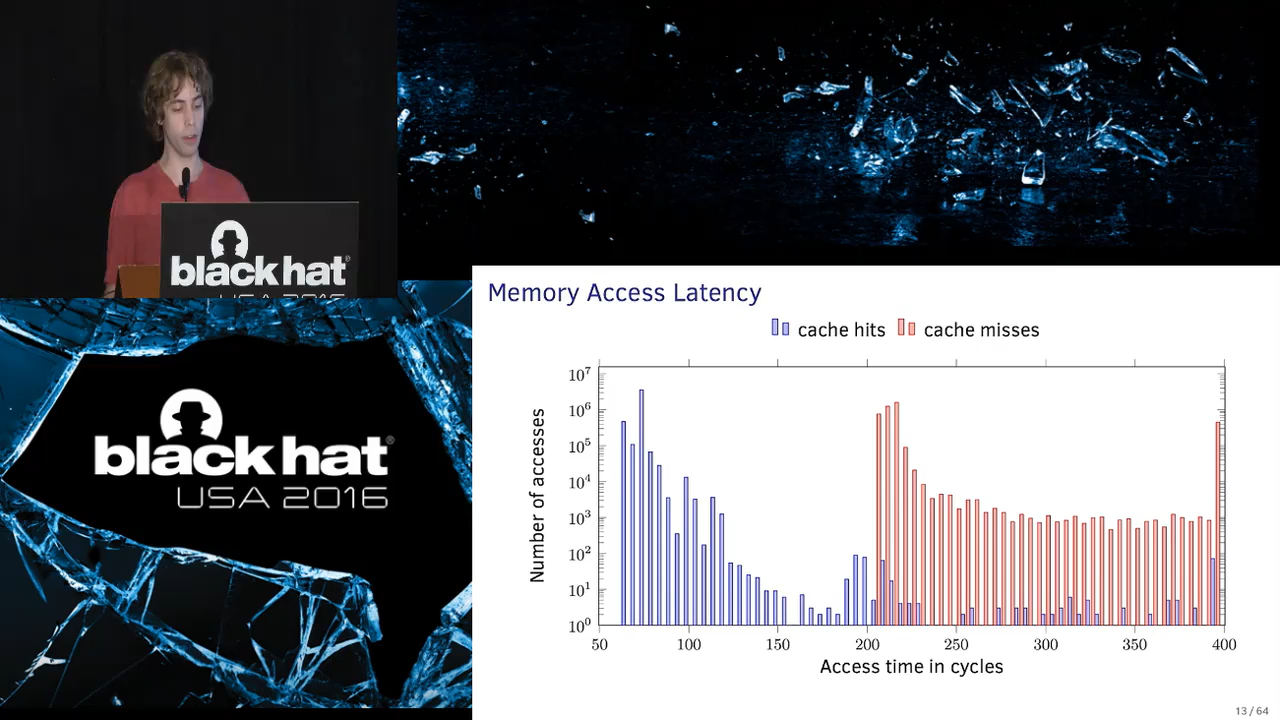 black hat®
USA 2016
black hat®
USA 2016
Memory Access Latency
cache hits cache misses
Number of accesses
10⁷
10⁶
10⁵
10⁴
10³
10²
10¹
10⁰
50 100 150 200 250 300 350 400
Access time in cycles
13 / 64